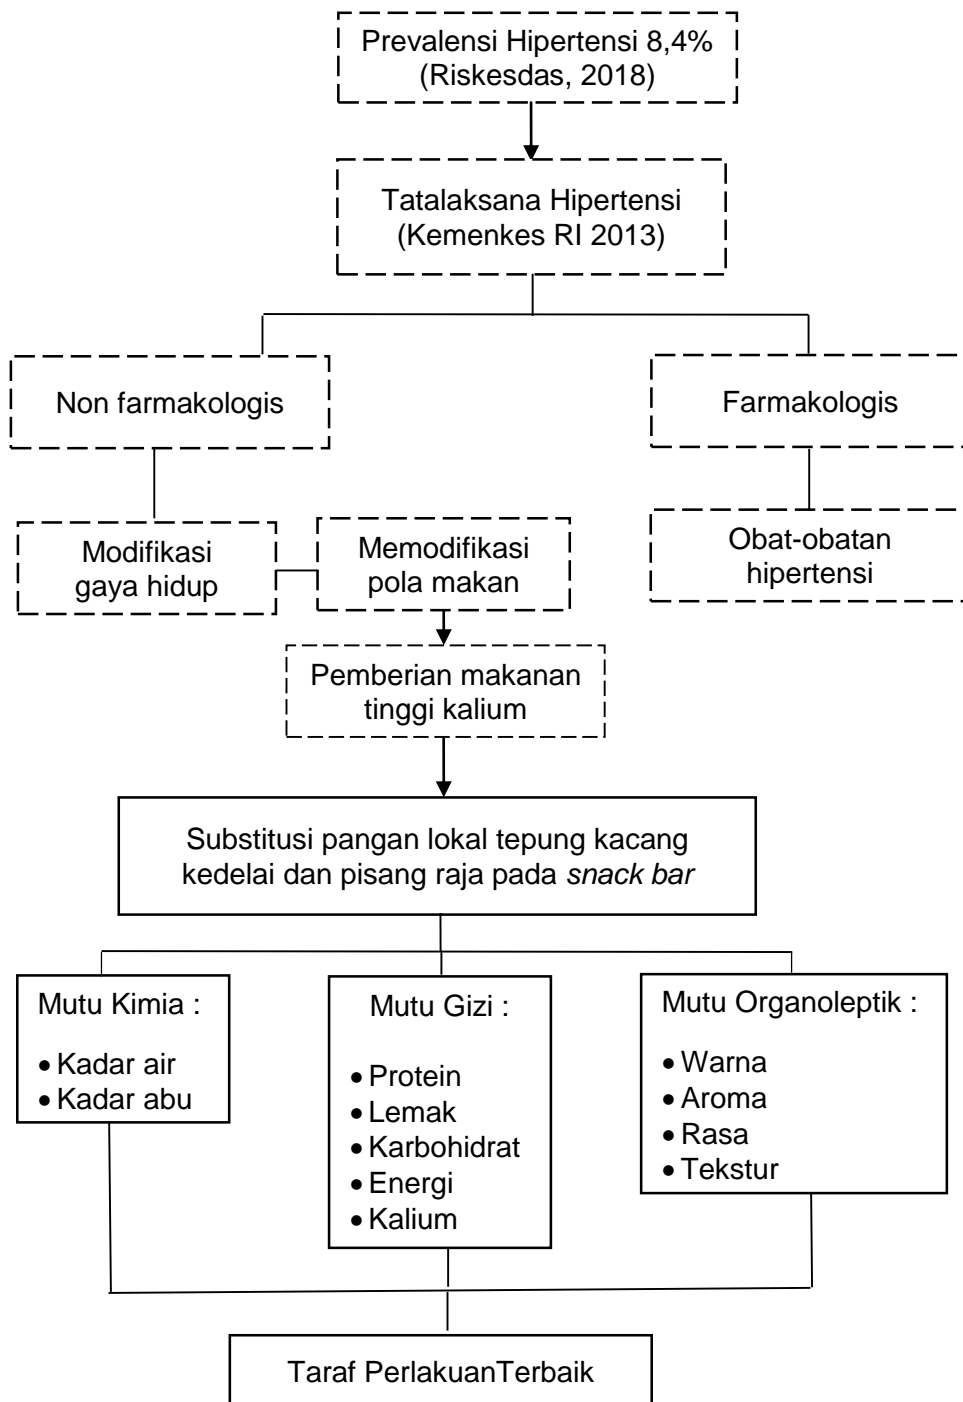 Prevalensi Hipertensi 8,4%
(Riskesdas, 2018)
Tatalaksana Hipertensi
(Kemenkes RI 2013)
Non farmakologis
Farmakologis
Modifikasi
gaya hidup
Memodifikasi
pola makan
Obat-obatan
hipertensi
Pemberian makanan
tinggi kalium
Substitusi pangan lokal tepung kacang
kedelai dan pisang raja pada snack bar
Mutu Kimia :
• Kadar air
• Kadar abu
Mutu Gizi :
• Protein
• Lemak
• Karbohidrat
• Energi
• Kalium
Mutu Organoleptik :
• Warna
• Aroma
• Rasa
• Tekstur
Taraf PerlakuanTerbaik